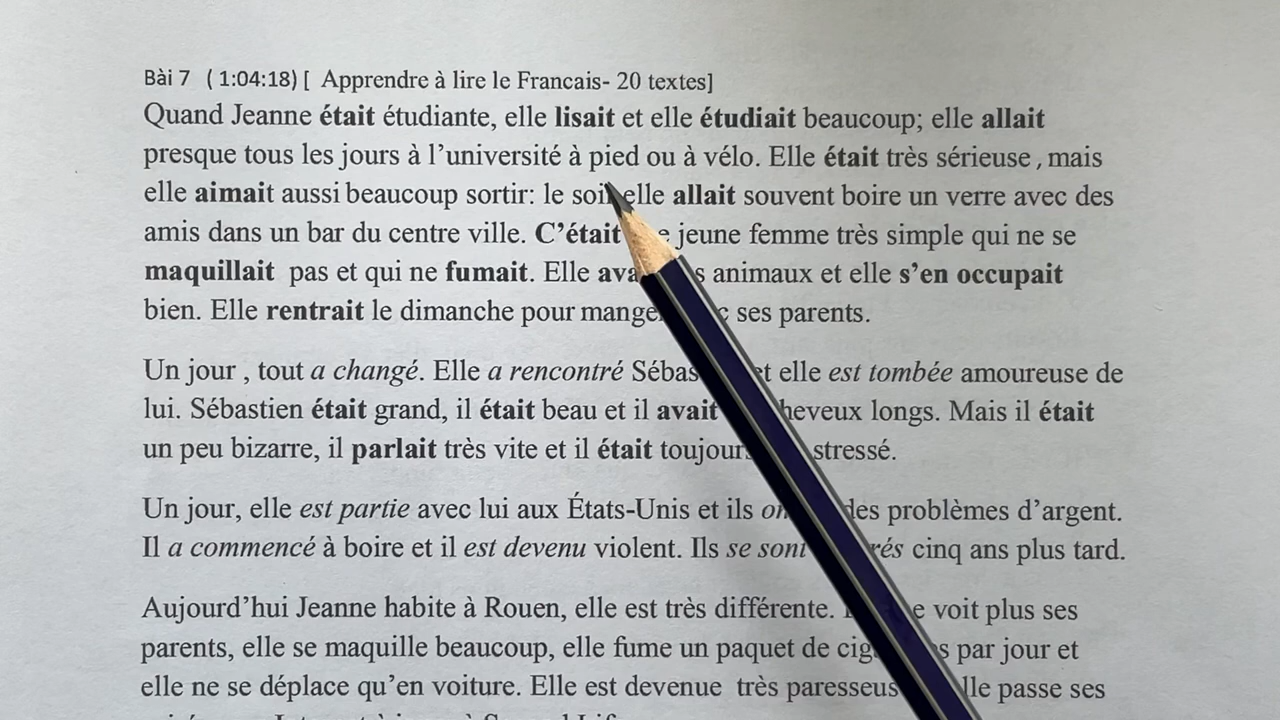 Bài 7 ( 1:04:18) [ Apprendre à lire le Francais- 20 textes]
Quand Jeanne était étudiante, elle lisait et elle étudiait beaucoup; elle allait
presque tous les jours à l’université à pied ou à vélo. Elle était très sérieuse , mais
elle aimait aussi beaucoup sortir: le soir elle allait souvent boire un verre avec des
amis dans un bar du centre ville. C’était jeune femme très simple qui ne se
maquillait pas et qui ne fumait. Elle animaux et elle s’en occupait
bien. Elle rentrait le dimanche pour manger ses parents.
Un jour , tout a changé. Elle a rencontré et elle est tombée amoureuse de
lui. Sébastien était grand, il était beau et il avait cheveux longs. Mais il était
un peu bizarre, il parlait très vite et il était toujours stressé.
Un jour, elle est partie avec lui aux États-Unis et ils des problèmes d’argent.
Il a commencé à boire et il est devenu violent. Ils se sont cinq ans plus tard.
Aujourd’hui Jeanne habite à Rouen, elle est très différente. voit plus ses
parents, elle se maquille beaucoup, elle fume un paquet de par jour et
elle ne se déplace qu’en voiture. Elle est devenue très elle passe ses